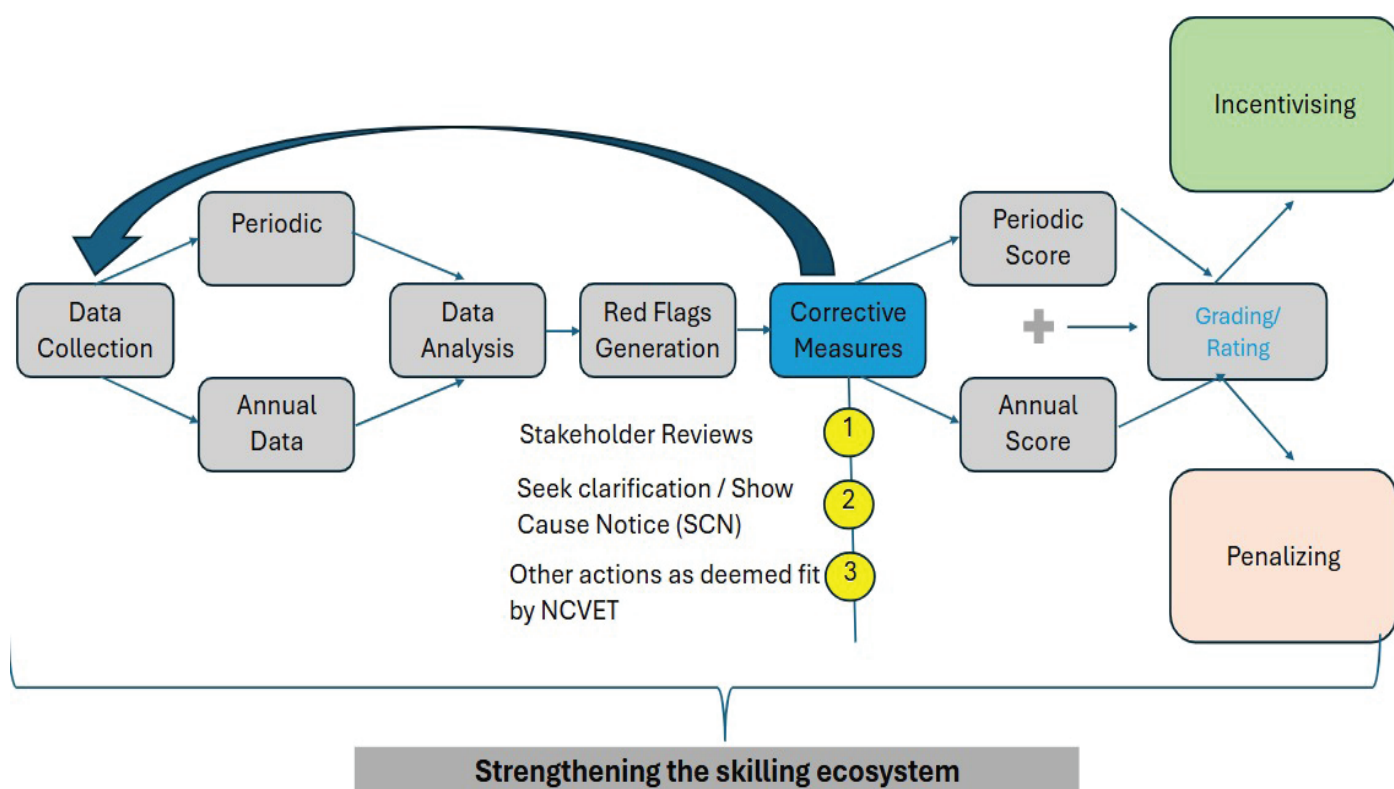 Incentivising
Periodic
Periodic
Score
Data
Collection
Data
Analysis
Red Flags
Generation
Corrective
Measures
Grading/
Rating
Annual
Data
Annual
Score
Stakeholder Reviews
1
Seek clarification / Show
Cause Notice (SCN)
2
Other actions as deemed fit
by NCVET
3
Penalizing
Strengthening the skilling ecosystem